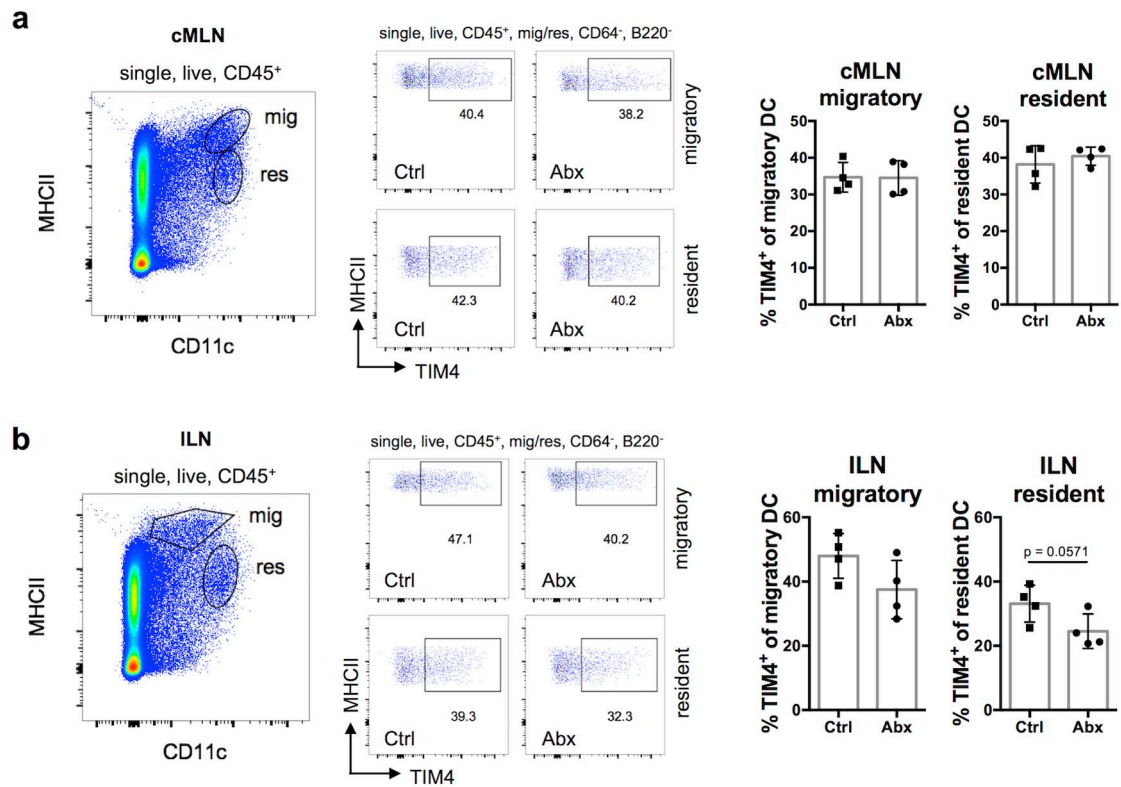 a
cMLN
single, live, CD45⁺
mig
res
MHCII
CD11c
single, live, CD45⁺, mig/res, CD64⁻, B220⁻
40.4
Ctrl
38.2
Abx
migratory
42.3
Ctrl
40.2
Abx
resident
MHCII
TIM4
cMLN
migratory
% TIM4⁺ of migratory DC
50
40
30
20
10
0
Ctrl Abx
cMLN
resident
% TIM4⁺ of resident DC
50
40
30
20
10
0
Ctrl Abx
b
ILN
single, live, CD45⁺
mig
res
MHCII
CD11c
single, live, CD45⁺, mig/res, CD64⁻, B220⁻
47.1
Ctrl
40.2
Abx
migratory
39.3
Ctrl
32.3
Abx
resident
MHCII
TIM4
ILN
migratory
% TIM4⁺ of migratory DC
60
40
20
0
Ctrl Abx
ILN
resident
% TIM4⁺ of resident DC
60
40
20
0
p = 0.0571
Ctrl Abx